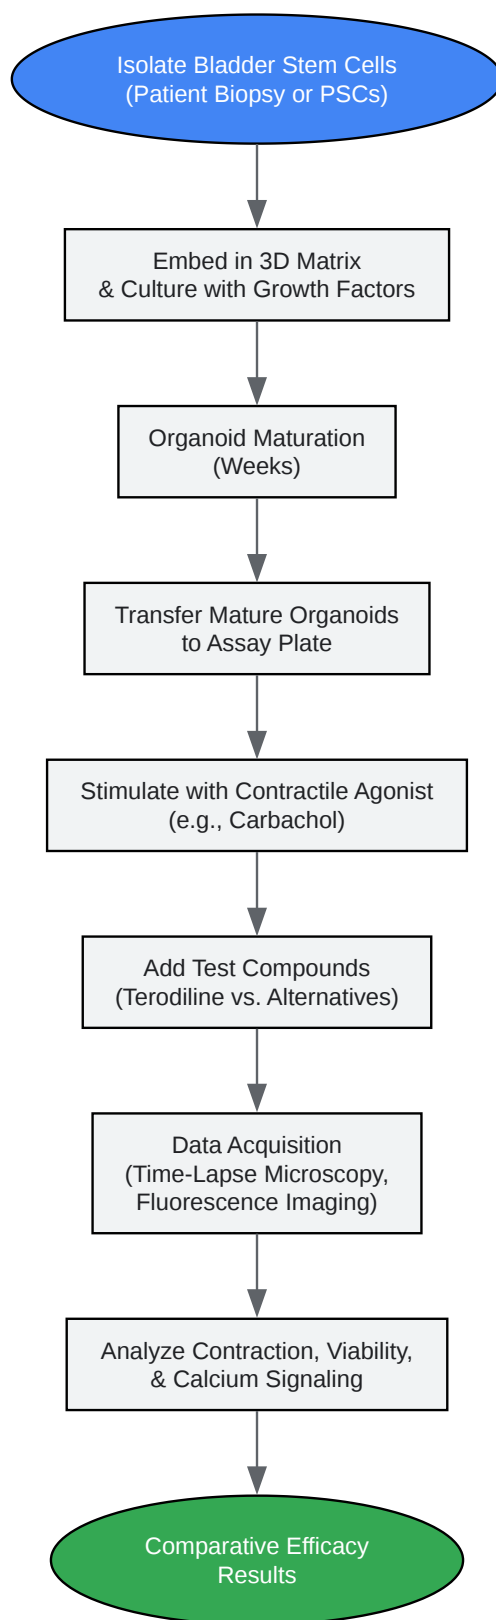 Isolate Bladder Stem Cells
(Patient Biopsy or PSCs)
Embed in 3D Matrix
& Culture with Growth Factors
Organoid Maturation
(Weeks)
Transfer Mature Organoids
to Assay Plate
Stimulate with Contractile Agonist
(e.g., Carbachol)
Add Test Compounds
(Terodiline vs. Alternatives)
Data Acquisition
(Time-Lapse Microscopy,
Fluorescence Imaging)
Analyze Contraction, Viability,
& Calcium Signaling
Comparative Efficacy
Results